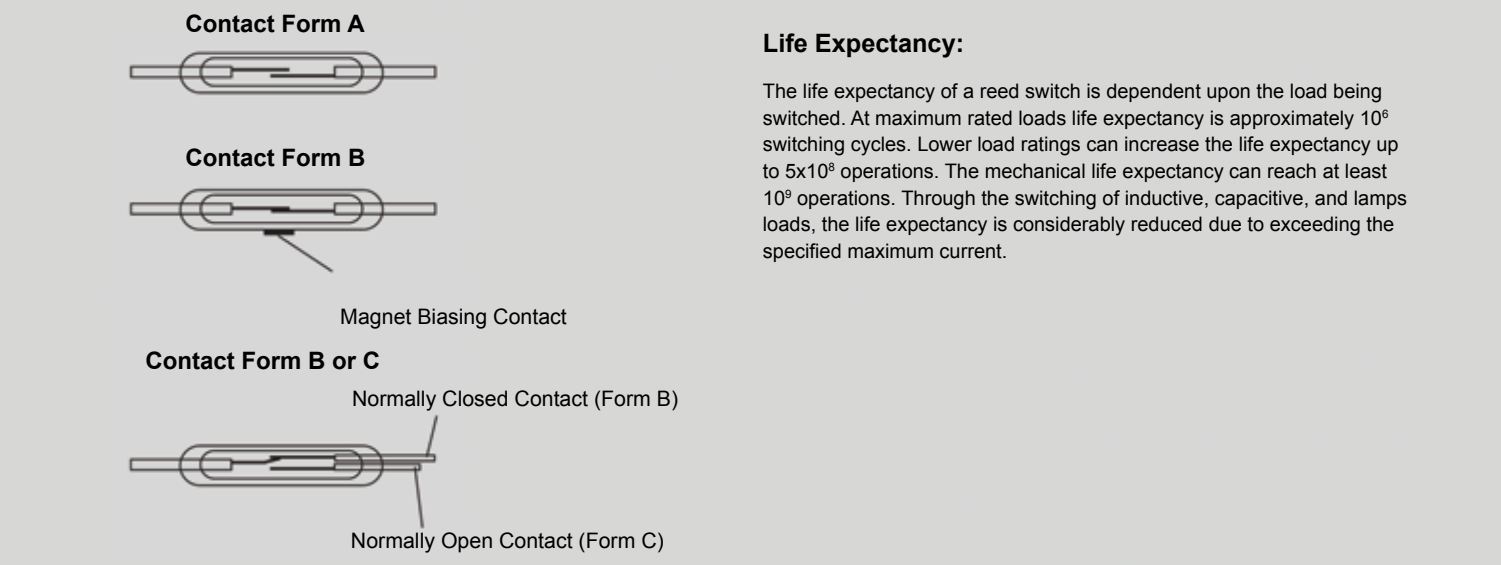 Contact Form A
Contact Form B
Magnet Biasing Contact
Contact Form B or C
Normally Closed Contact (Form B)
Normally Open Contact (Form C)
Life Expectancy:
The life expectancy of a reed switch is dependent upon the load being
switched. At maximum rated loads life expectancy is approximately 10⁶
switching cycles. Lower load ratings can increase the life expectancy up
to 5x10⁸ operations. The mechanical life expectancy can reach at least
10⁹ operations. Through the switching of inductive, capacitive, and lamps
loads, the life expectancy is considerably reduced due to exceeding the
specified maximum current.